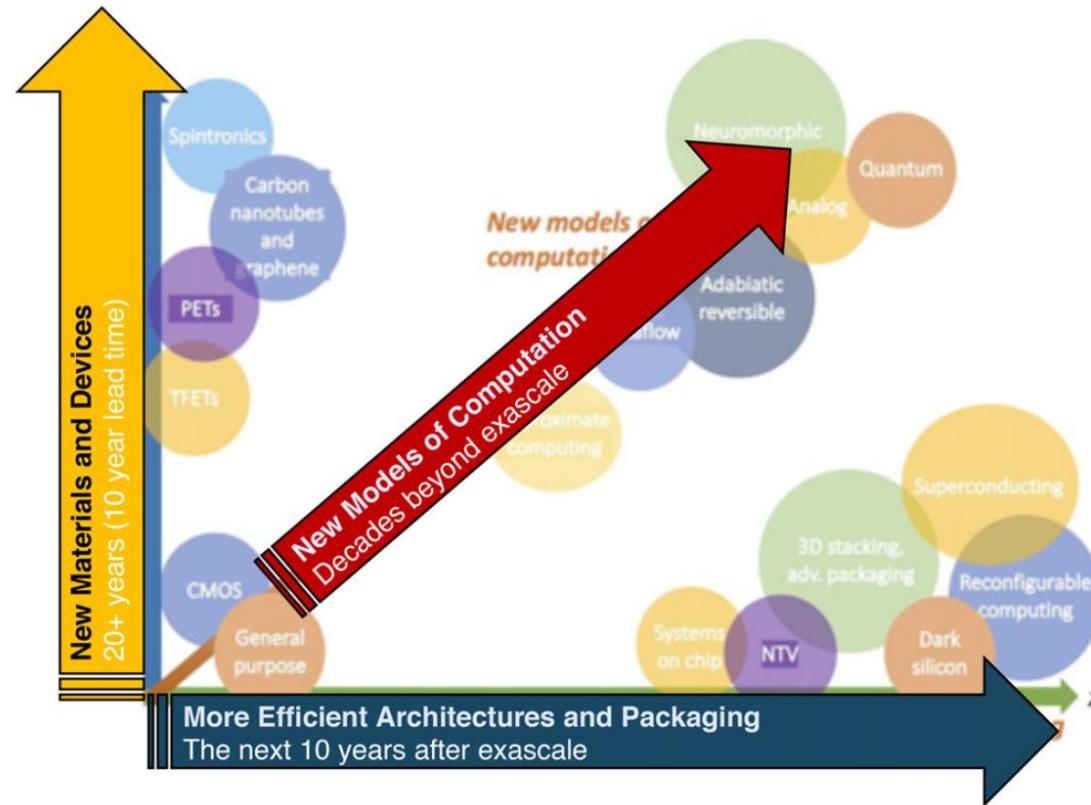 New Materials and Devices
20+ years (10 year lead time)
Spintronics
Carbon
nanotubes
and
graphene
PETs
TFETs
CMOS
General
purpose
New models
computati
Neuromorphic
Quantum
Analog
Adabiatic
reversible
flow
New Models of Computation
Decades beyond exascale
computing
Superconducting
3D stacking,
adv. packaging
Reconfigurable
computing
Systems
on chip
NTV
Dark
silicon
More Efficient Architectures and Packaging
The next 10 years after exascale
g